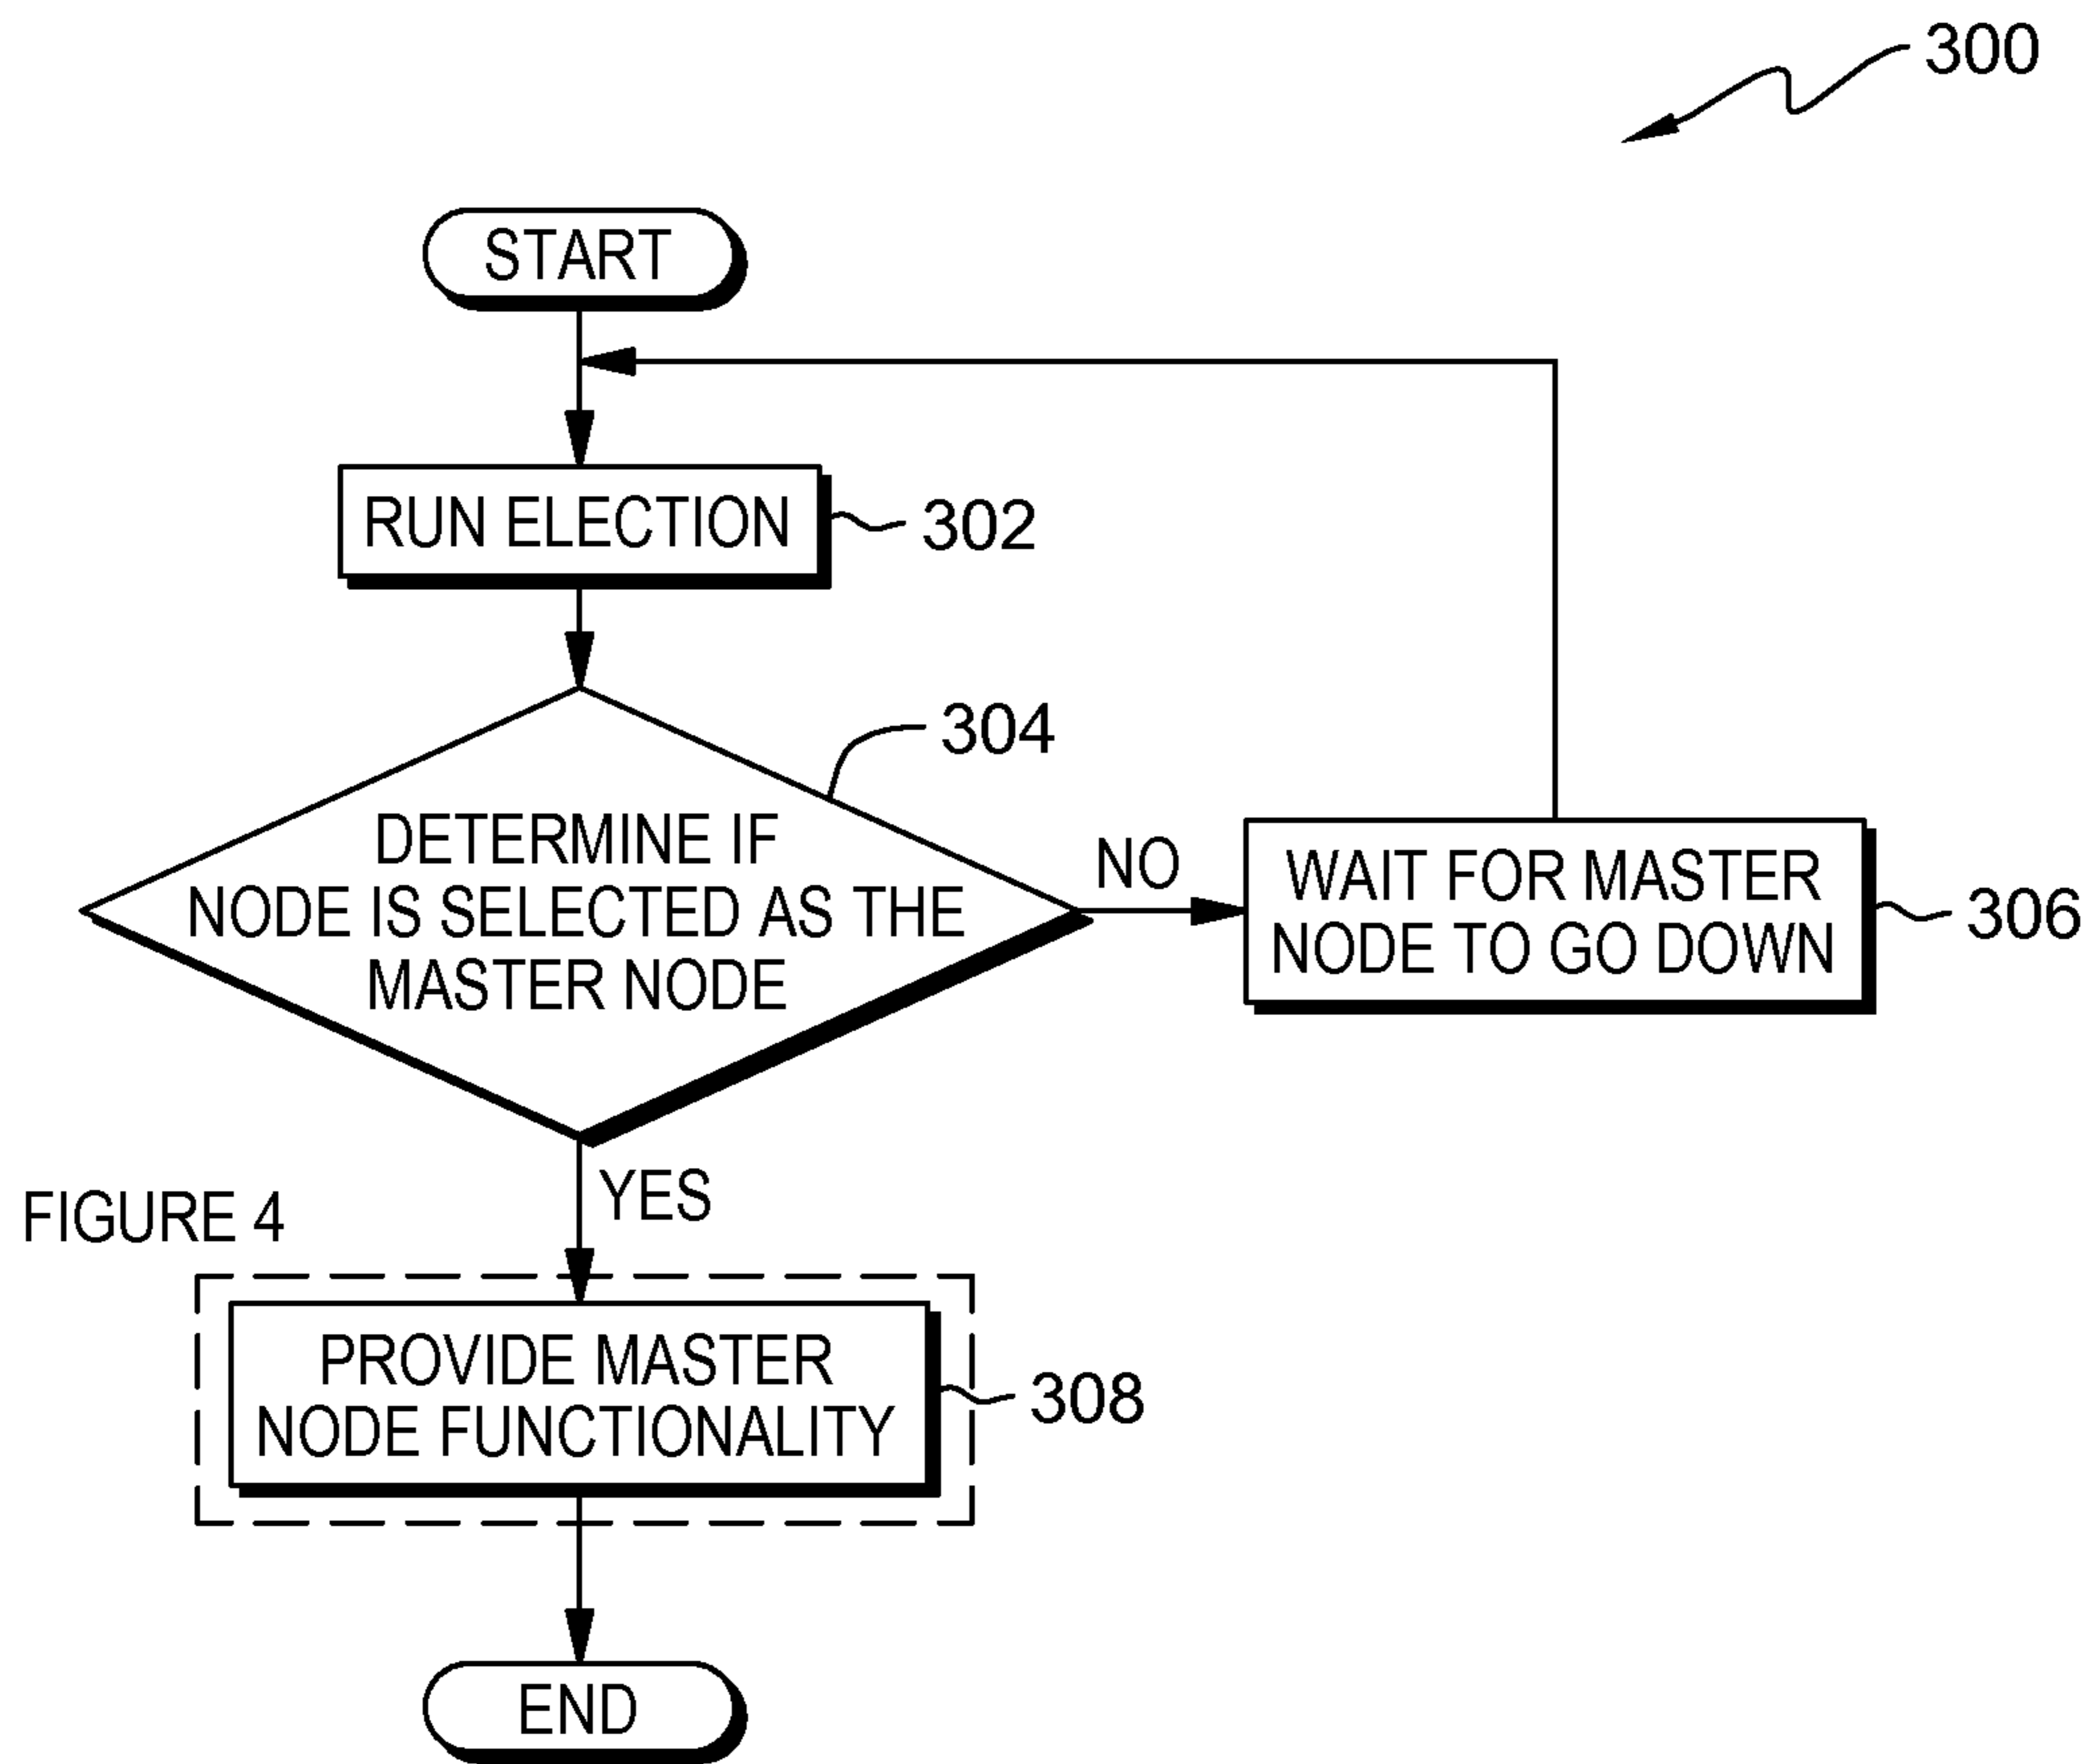 300
START
RUN ELECTION
302
304
DETERMINE IF
NODE IS SELECTED AS THE
MASTER NODE
NO
WAIT FOR MASTER
NODE TO GO DOWN
306
YES
FIGURE 4
PROVIDE MASTER
NODE FUNCTIONALITY
308
END